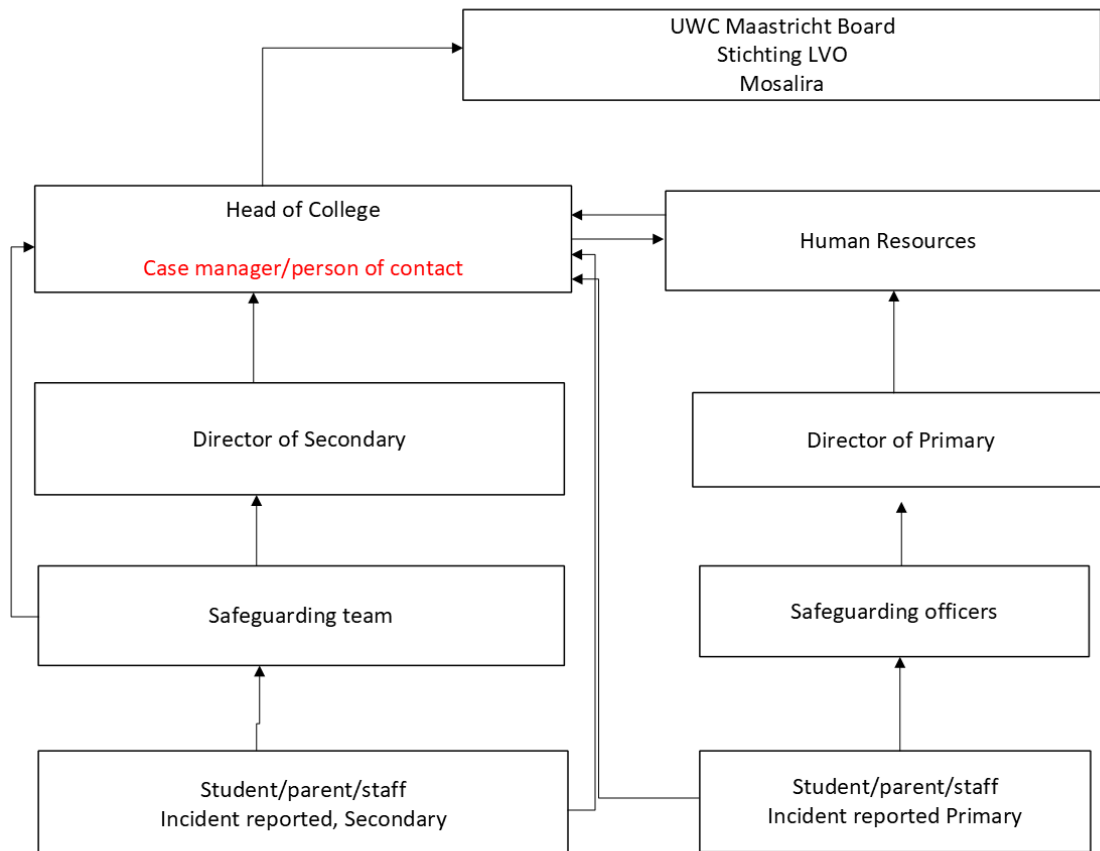 UWC Maastricht Board
Stichting LVO
Mosalira
Head of College
Case manager/person of contact
Human Resources
Director of Secondary
Director of Primary
Safeguarding team
Safeguarding officers
Student/parent/staff
Incident reported, Secondary
Student/parent/staff
Incident reported Primary